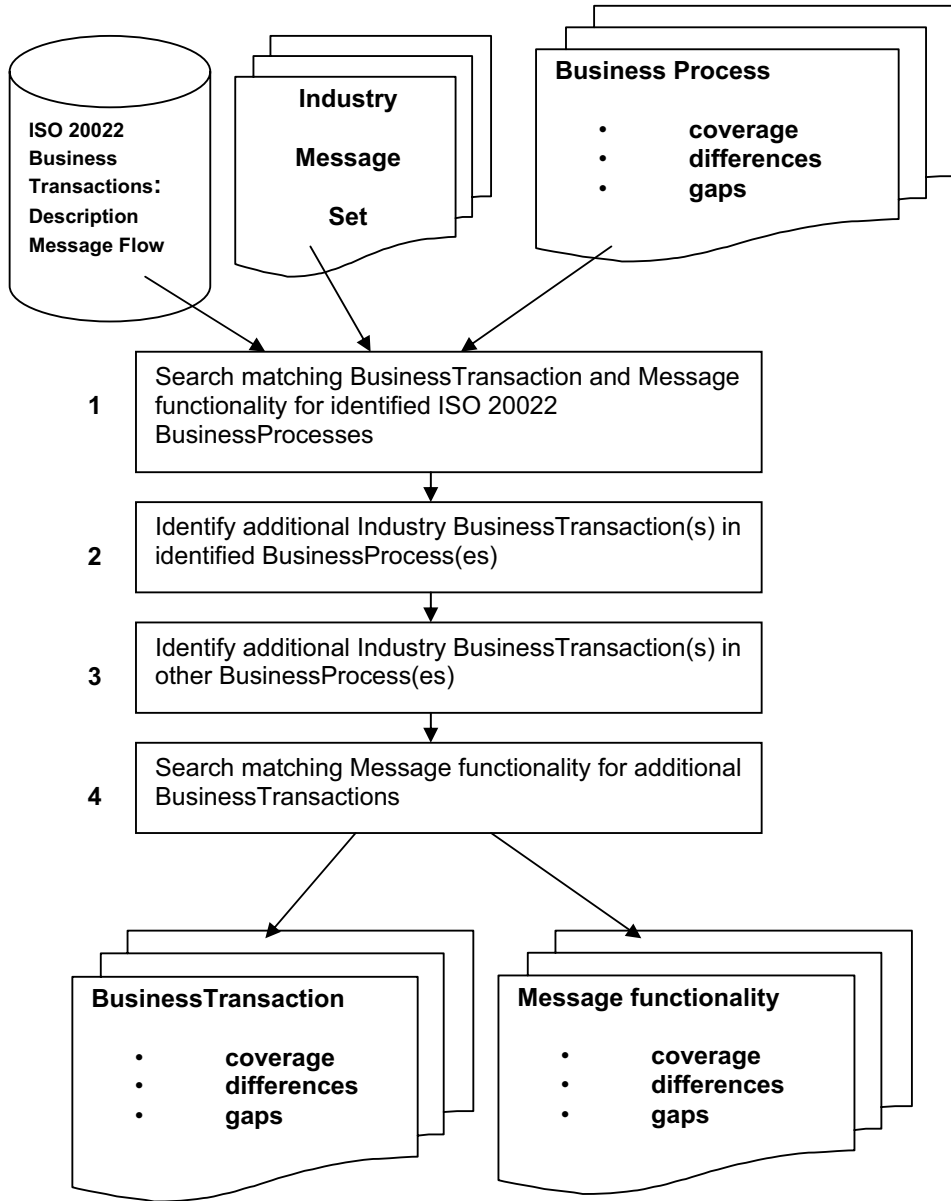 ISO 20022
Business
Transactions:
Description
Message Flow
Industry
Message
Set
Business Process
• coverage
• differences
• gaps
1
Search matching BusinessTransaction and Message
functionality for identified ISO 20022
BusinessProcesses
2
Identify additional Industry BusinessTransaction(s) in
identified BusinessProcess(es)
3
Identify additional Industry BusinessTransaction(s) in
other BusinessProcess(es)
4
Search matching Message functionality for additional
BusinessTransactions
BusinessTransaction
• coverage
• differences
• gaps
Message functionality
• coverage
• differences
• gaps